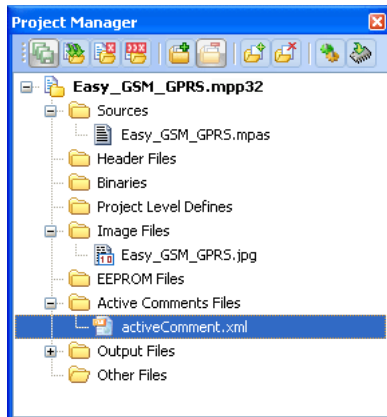 Project Manager
Easy_GSM_GPRS.mpp32
Sources
Easy_GSM_GPRS.mpas
Header Files
Binaries
Project Level Defines
Image Files
Easy_GSM_GPRS.jpg
EEPROM Files
Active Comments Files
activeComment.xml
Output Files
Other Files